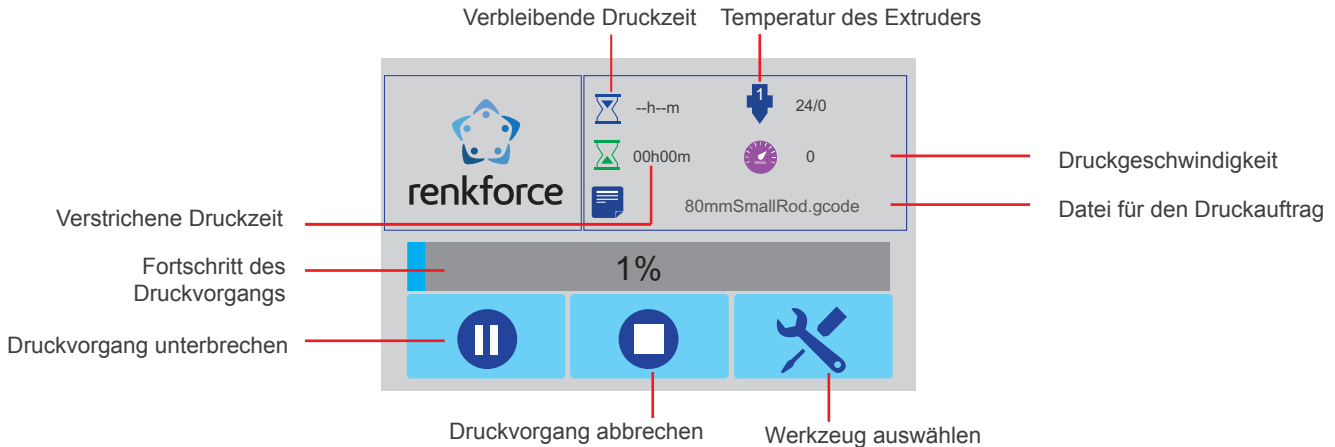 Verbleibende Druckzeit
Temperatur des Extruders
--h--m
1
24/0
00h00m
0
Druckgeschwindigkeit
renkforce
80mmSmallRod.gcode
Datei für den Druckauftrag
Verstrichene Druckzeit
Fortschritt des
Druckvorgangs
1%
Druckvorgang unterbrechen
Druckvorgang abbrechen
Werkzeug auswählen